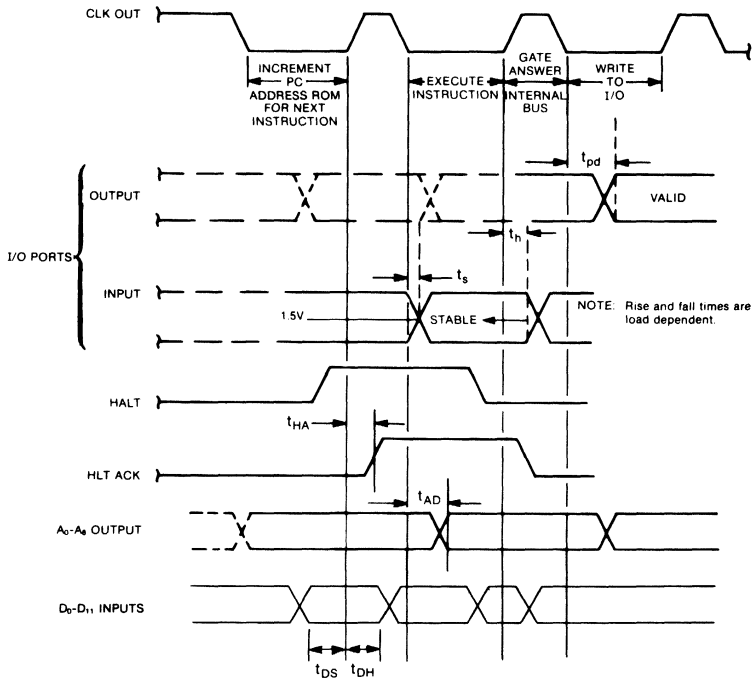 CLK OUT
INCREMENT
PC
ADDRESS ROM
FOR NEXT
INSTRUCTION
EXECUTE
INSTRUCTION
GATE
ANSWER
INTERNAL
BUS
WRITE
TO
I/O
tpd
OUTPUT
VALID
th
I/O PORTS
ts
INPUT
1.5V
STABLE
NOTE: Rise and fall times are
load dependent.
HALT
tHA
HLT ACK
tAD
A0-A8 OUTPUT
D0-D11 INPUTS
tDS
tDH